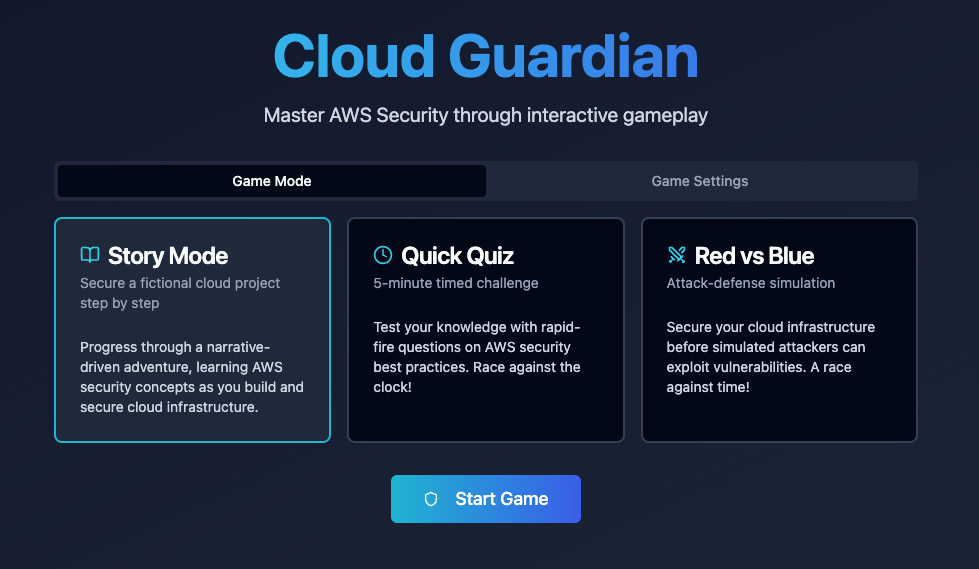 Cloud Guardian
Master AWS Security through interactive gameplay
Game Mode
Game Settings
Story Mode
Secure a fictional cloud project
step by step
Progress through a narrative-
driven adventure, learning AWS
security concepts as you build and
secure cloud infrastructure.
Quick Quiz
5-minute timed challenge
Test your knowledge with rapid-
fire questions on AWS security
best practices. Race against the
clock!
Red vs Blue
Attack-defense simulation
Secure your cloud infrastructure
before simulated attackers can
exploit vulnerabilities. A race
against time!
Start Game